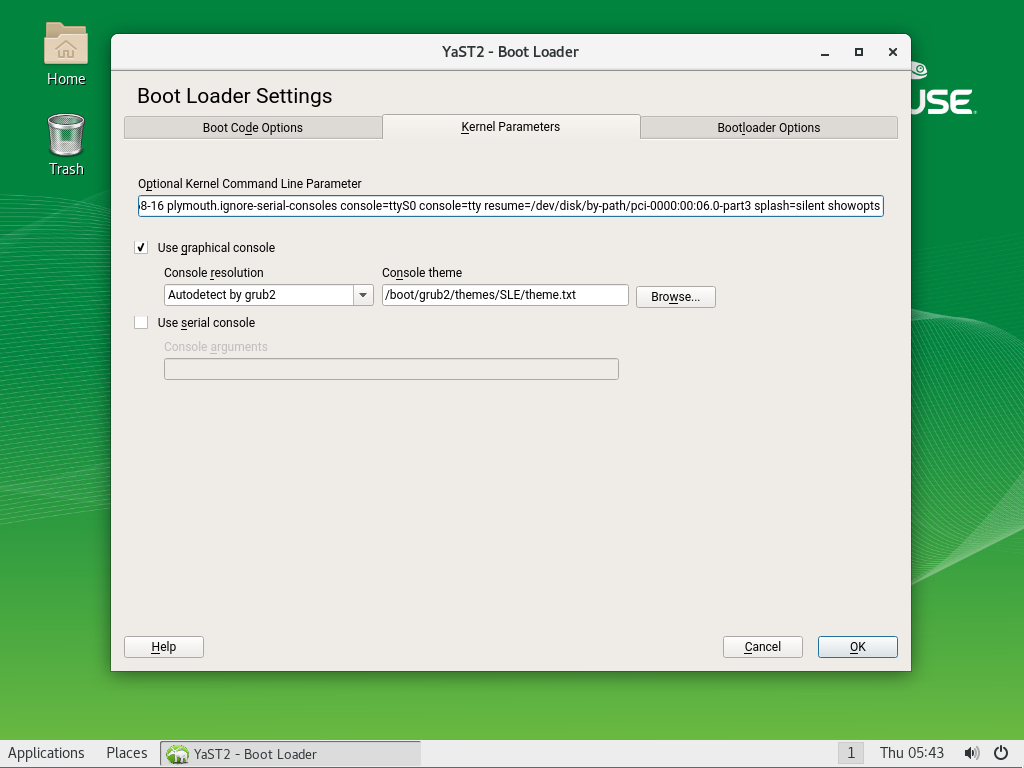 YaST2 - Boot Loader
Home
Trash
USE
Boot Loader Settings
Boot Code Options
Kernel Parameters
Bootloader Options
Optional Kernel Command Line Parameter
8-16 plymouth.ignore-serial-consoles console=ttyS0 console=tty resume=/dev/disk/by-path/pci-0000:00:06.0-part3 splash=silent showopts
Use graphical console
Console resolution
Console theme
Autodetect by grub2
/boot/grub2/themes/SLE/theme.txt
Browse...
Use serial console
Console arguments
Help
Cancel
OK
Applications
Places
YaST2 - Boot Loader
1
Thu 05:43